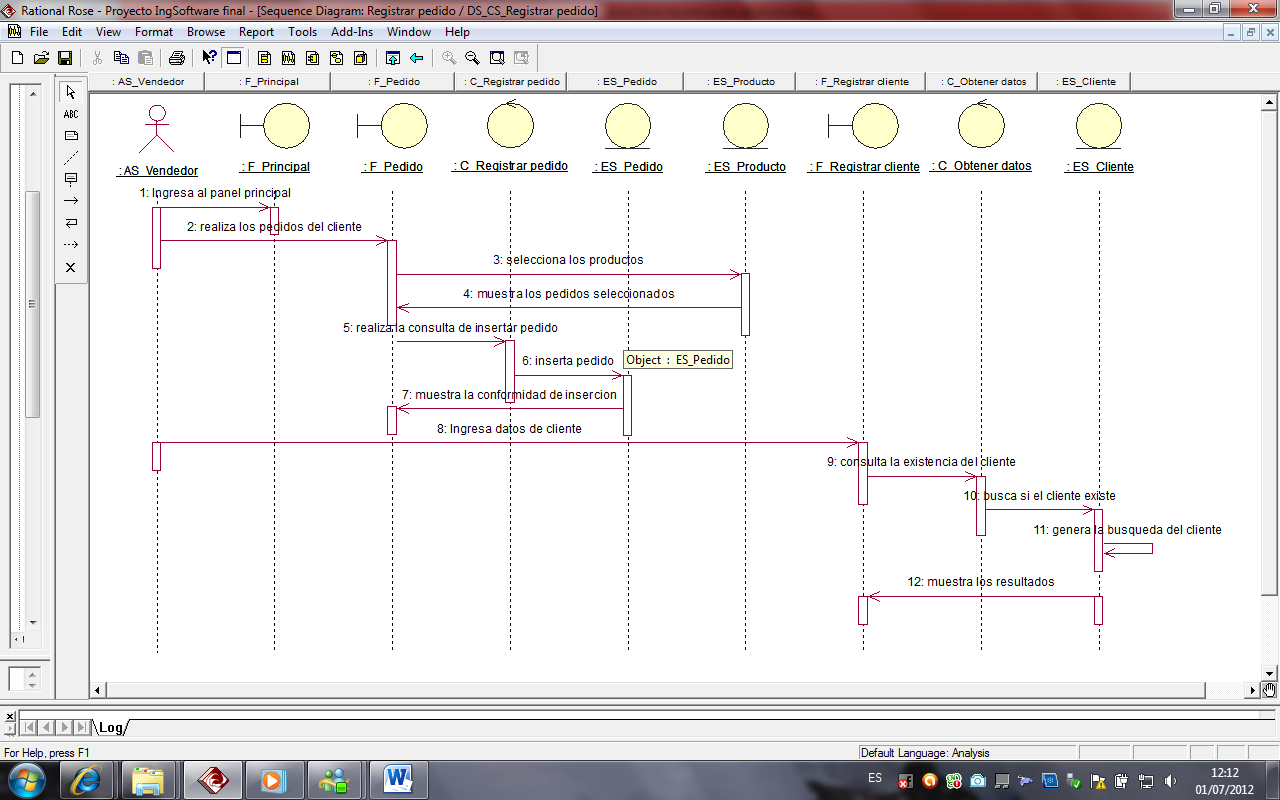 Rational Rose - Proyecto IngSoftware final - [Sequence Diagram: Registrar pedido / DS_CS_Registrar pedido]
File Edit View Format Browse Report Tools Add-Ins Window Help
: AS_Vendedor : F_Principal : F_Pedido : C_Registrar pedido : ES_Pedido : ES_Producto : F_Registrar cliente : C_Obtener datos : ES_Cliente
ABC
: AS_Vendedor : F_Principal : F_Pedido : C_Registrar pedido : ES_Pedido : ES_Producto : F_Registrar cliente : C_Obtener datos : ES_Cliente
1: Ingresa al panel principal
2: realiza los pedidos del cliente
3: selecciona los productos
4: muestra los pedidos seleccionados
5: realiza la consulta de insertar pedido
6: inserta pedido
Object : ES_Pedido
7: muestra la conformidad de insercion
8: Ingresa datos de cliente
9: consulta la existencia del cliente
10: busca si el cliente existe
11: genera la busqueda del cliente
12: muestra los resultados
Log
For Help, press F1
Default Language: Analysis
ES
12:12
01/07/2012